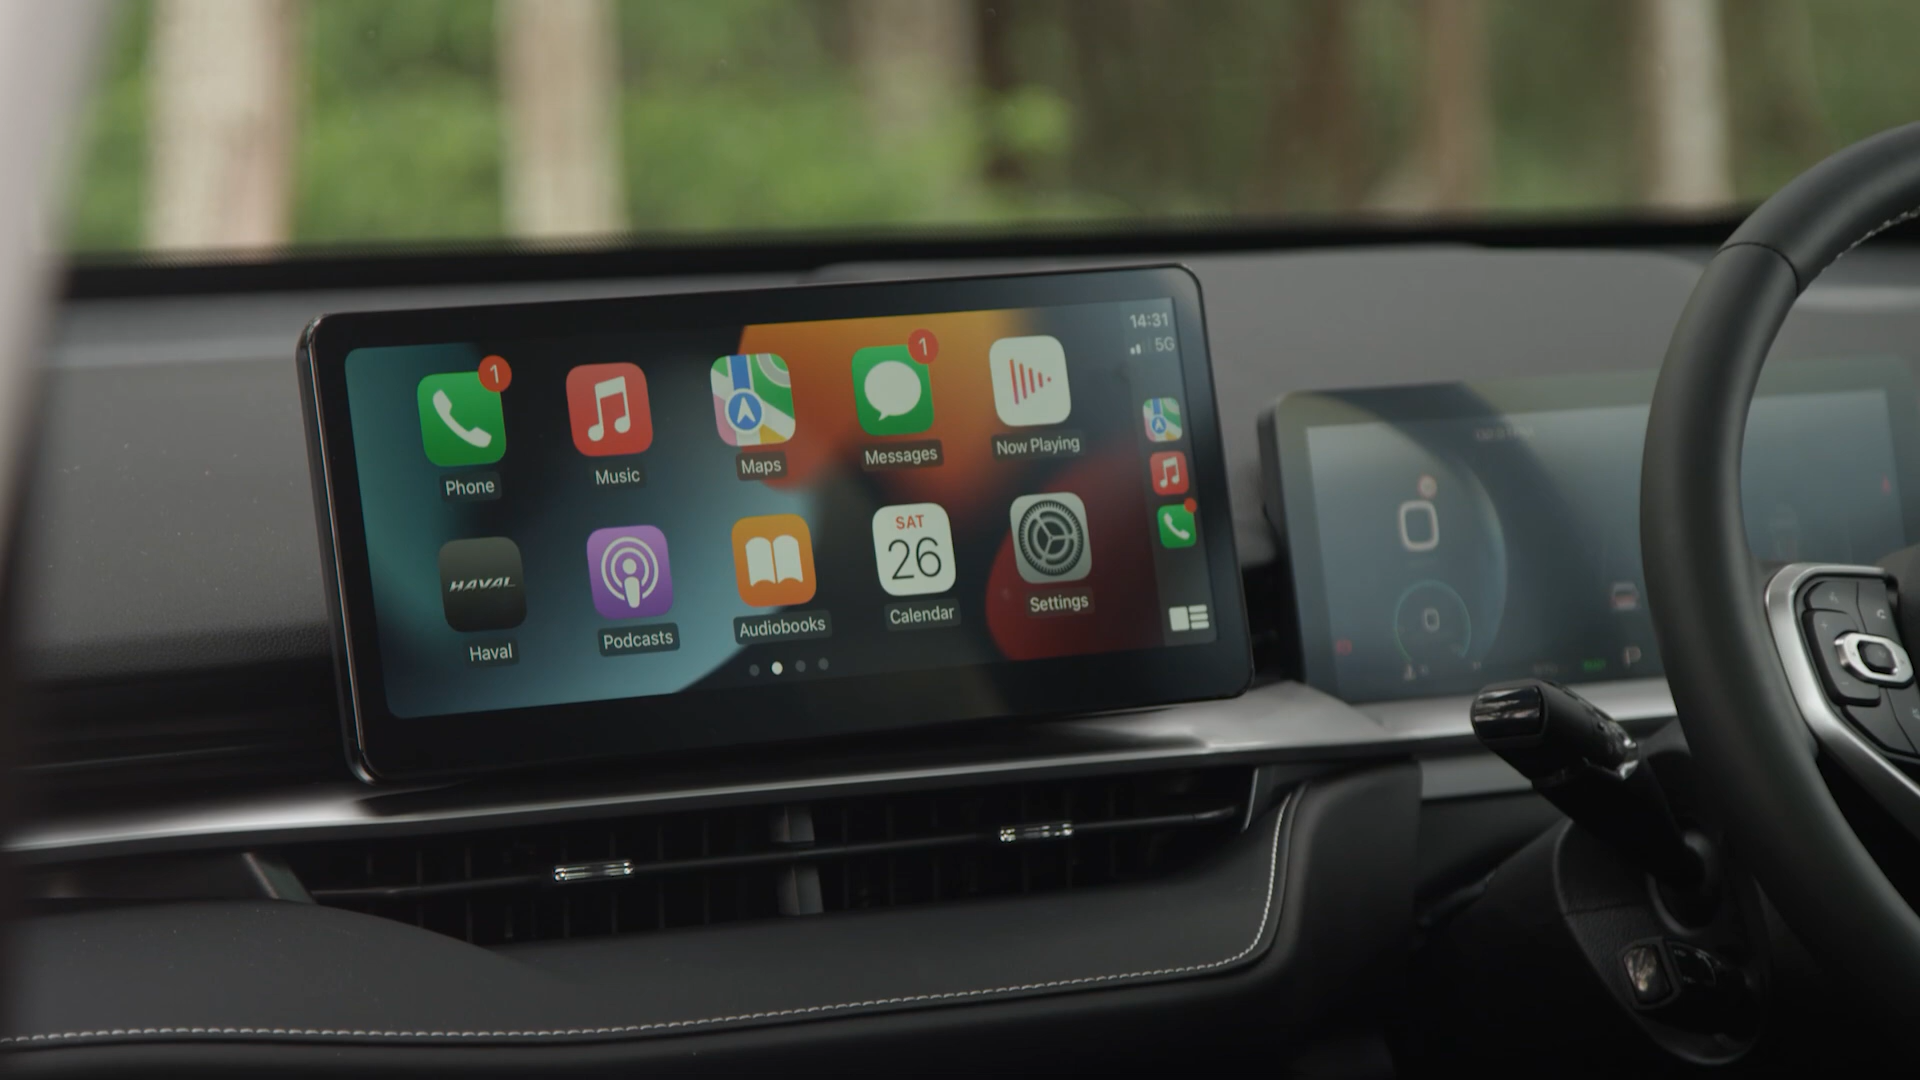 14:31
5G
1
1
Phone
Music
Maps
Messages
Now Playing
HAVAL
SAT
26
Haval
Podcasts
Audiobooks
Calendar
Settings
P